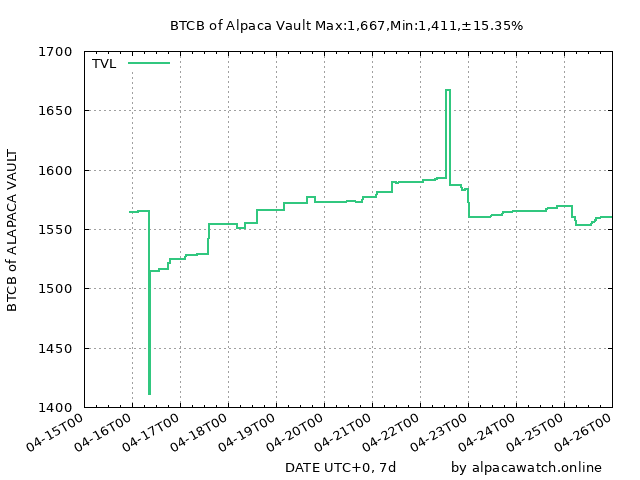 BTCB of Alpaca Vault Max:1,667,Min:1,411,±15.35%
1700
TVL
1650
1600
1550
1500
1450
1400
BTCB of ALAPACA VAULT
04-15T00
04-16T00
04-17T00
04-18T00
04-19T00
04-20T00
04-21T00
04-22T00
04-23T00
04-24T00
04-25T00
04-26T00
DATE UTC+0, 7d
by alpacawatch.online